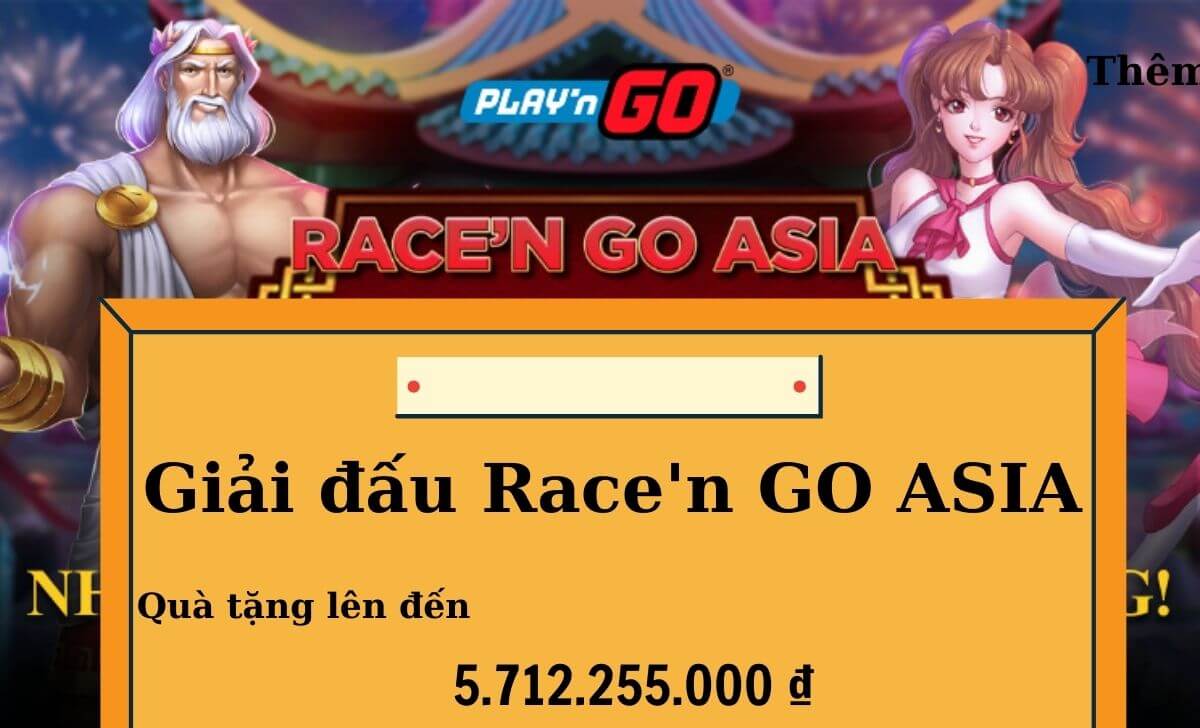 Thêm
PLAY'n GO®
RACE'N GO ASIA
Giải đấu Race'n GO ASIA
Quà tặng lên đến
5.712.255.000 ₫